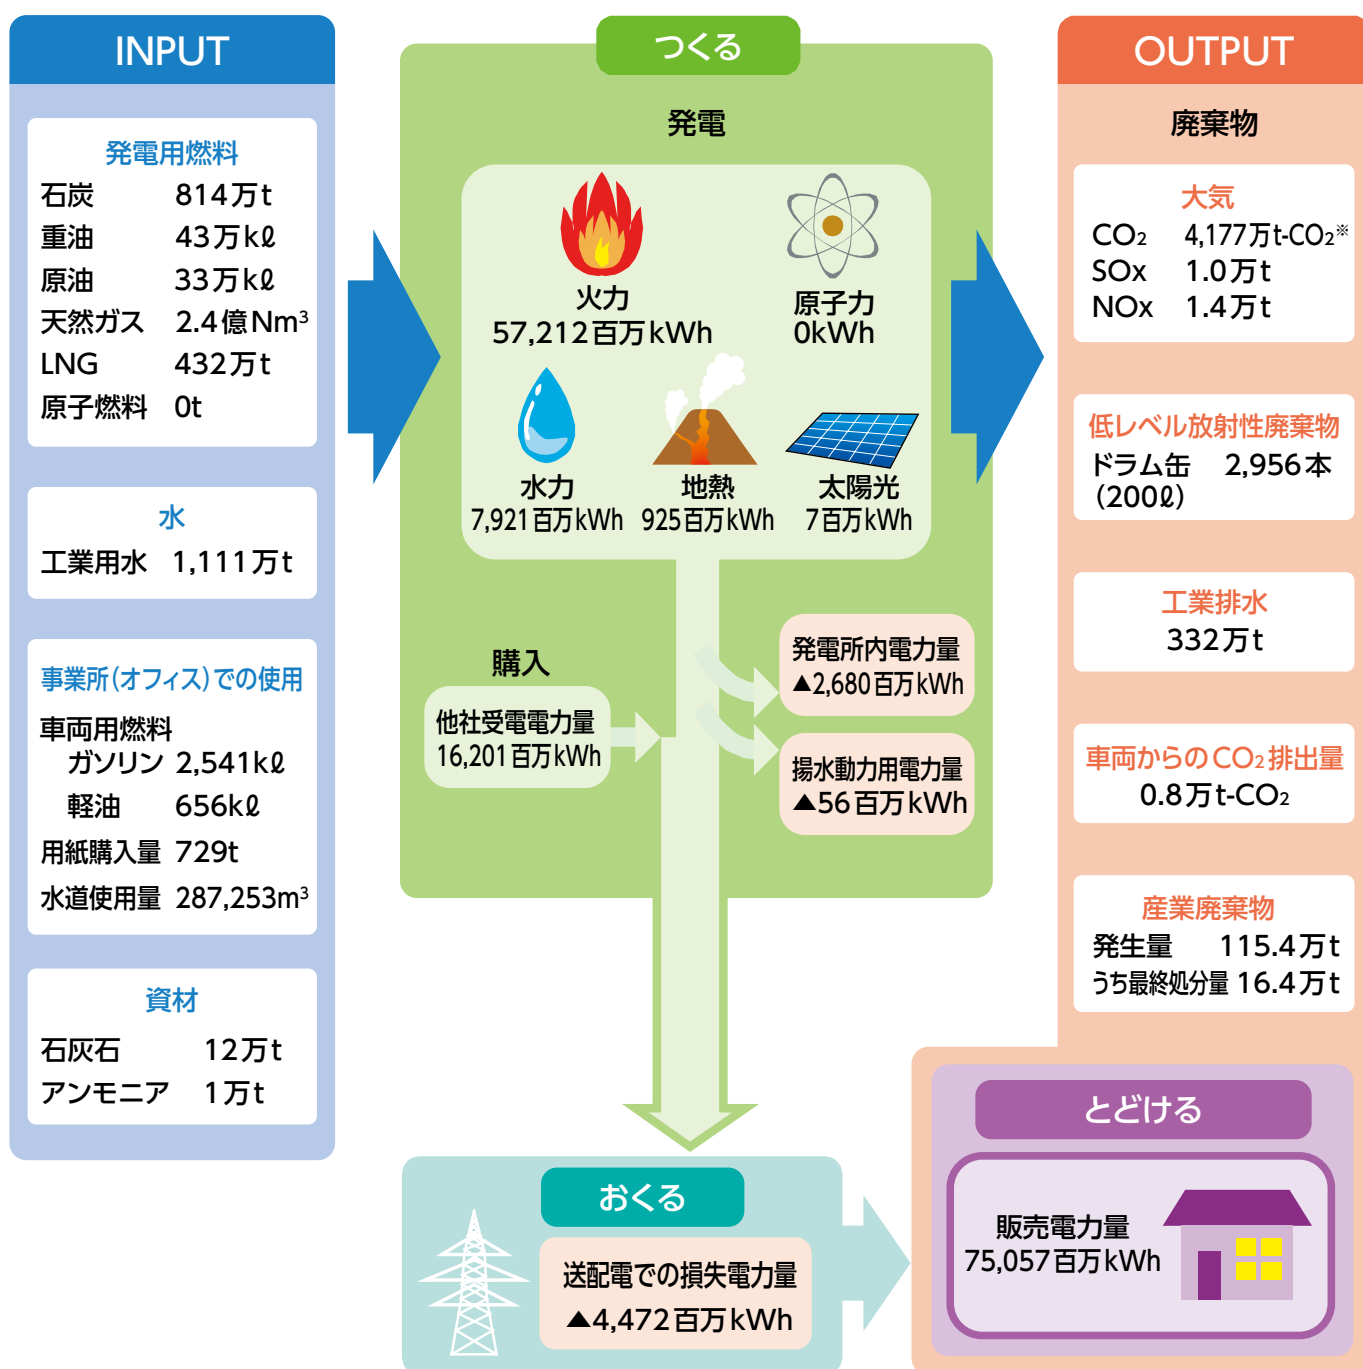 INPUT
発電用燃料
石炭 814万t
重油 43万kℓ
原油 33万kℓ
天然ガス 2.4億Nm³
LNG 432万t
原子燃料 0t
水
工業用水 1,111万t
事業所(オフィス)での使用
車両用燃料
ガソリン 2,541kℓ
軽油 656kℓ
用紙購入量 729t
水道使用量 287,253m³
資材
石灰石 12万t
アンモニア 1万t
つくる
発電
火力
57,212百万kWh
原子力
0kWh
水力
7,921百万kWh
地熱
925百万kWh
太陽光
7百万kWh
購入
他社受電電力量
16,201百万kWh
発電所内電力量
▲2,680百万kWh
揚水動力用電力量
▲56百万kWh
おくる
送配電での損失電力量
▲4,472百万kWh
OUTPUT
廃棄物
大気
CO₂ 4,177万t-CO₂※
SOx 1.0万t
NOx 1.4万t
低レベル放射性廃棄物
ドラム缶 2,956本
(200ℓ)
工業排水
332万t
車両からのCO₂排出量
0.8万t-CO₂
産業廃棄物
発生量 115.4万t
うち最終処分量 16.4万t
とどける
販売電力量
75,057百万kWh